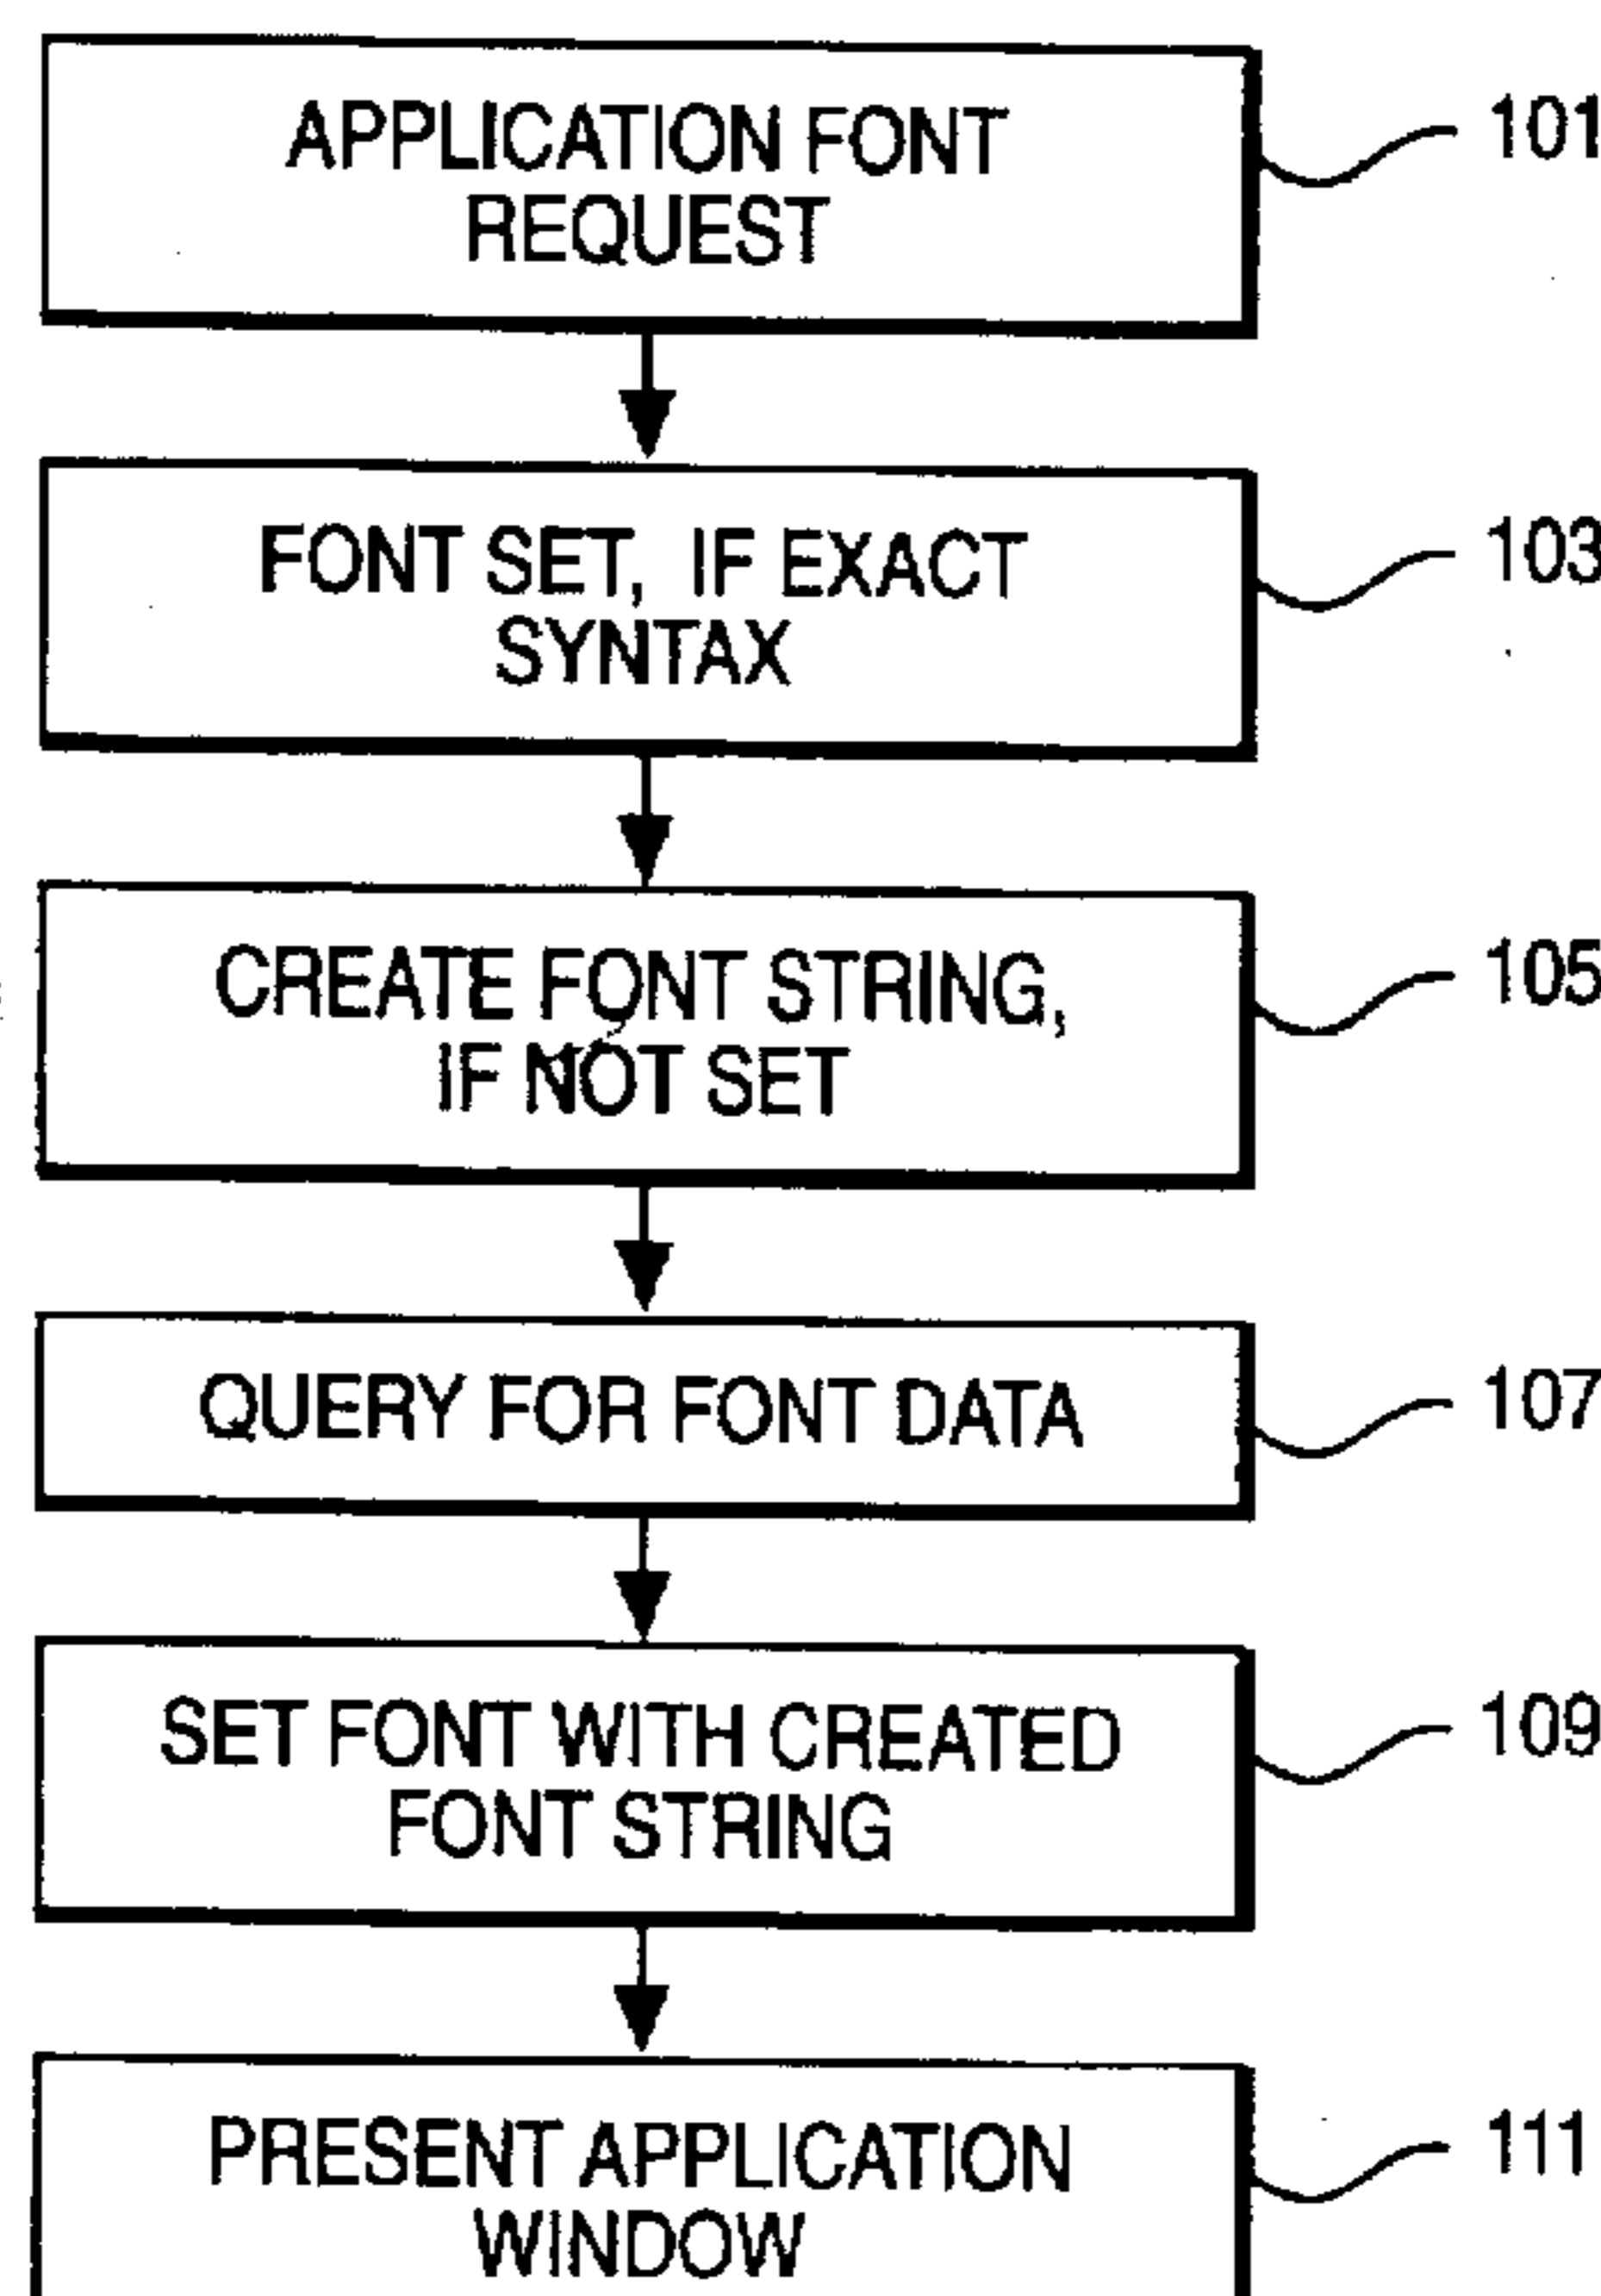 APPLICATION FONT
REQUEST
101
FONT SET, IF EXACT
SYNTAX
103
CREATE FONT STRING,
IF NOT SET
105
QUERY FOR FONT DATA
107
SET FONT WITH CREATED
FONT STRING
109
PRESENT APPLICATION
WINDOW
111